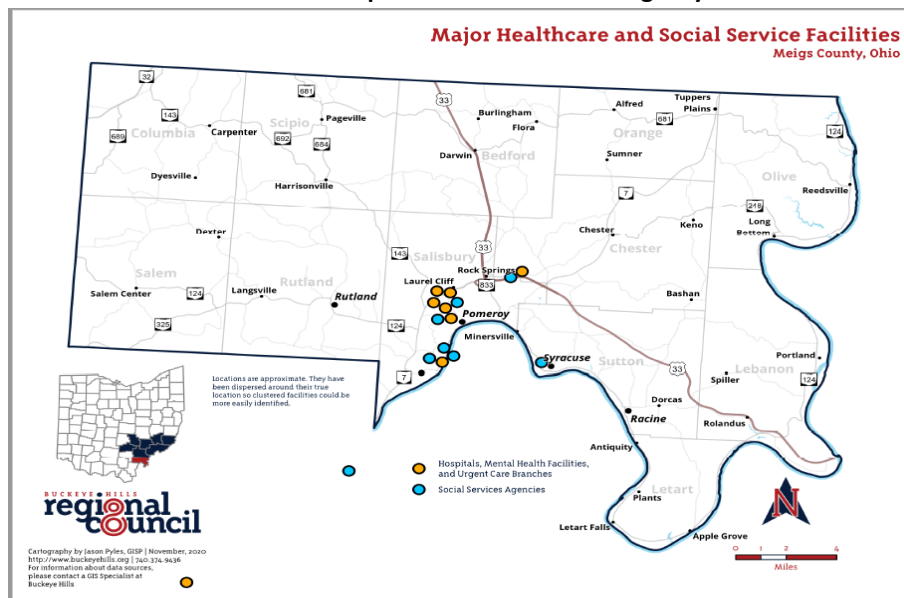 Major Healthcare and Social Service Facilities
Meigs County, Ohio
32
681
33
Tuppers
Plains
Burlingham
Alfred
143
Pageville
Flora
681
124
Columbia
Carpenter
Scipio
Orange
689
692
684
Darwin
Bedford
Sumner
Dyesville
Harrisonville
Olive
Reedsville
7
248
Keno
Long
Bottom
Dexter
Chester
Chester
33
143
Salisbury
Rock Springs
Salem
Rutland
Laurel Cliff
833
Salem Center
124
Langsville
Rutland
Bashan
Pomeroy
325
124
Minersville
Syracuse
Sutton
Portland
33
Lebanon
7
Spiller
124
Locations are approximate. They have
been dispersed around their true
location so clustered facilities could be
more easily identified.
Dorcas
Racine
Rolandus
Antiquity
Hospitals, Mental Health Facilities,
and Urgent Care Branches
Social Services Agencies
Letart
Plants
Letart Falls
Apple Grove
N
BUCKEYE HILLS
regional
council
Cartography by Jason Pyles, GISP | November, 2020
http://www.buckeyehills.org | 740.374.9436
For information about data sources,
please contact a GIS Specialist at
Buckeye Hills
0 1 2 4
Miles